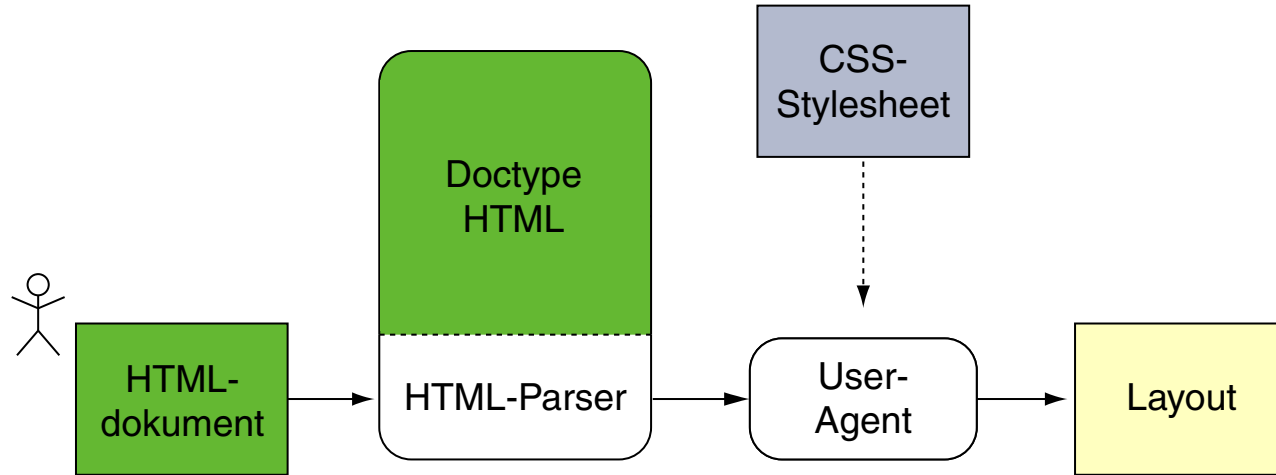 CSS-
Stylesheet
Doctype
HTML
HTML-
dokument
HTML-Parser
User-
Agent
Layout